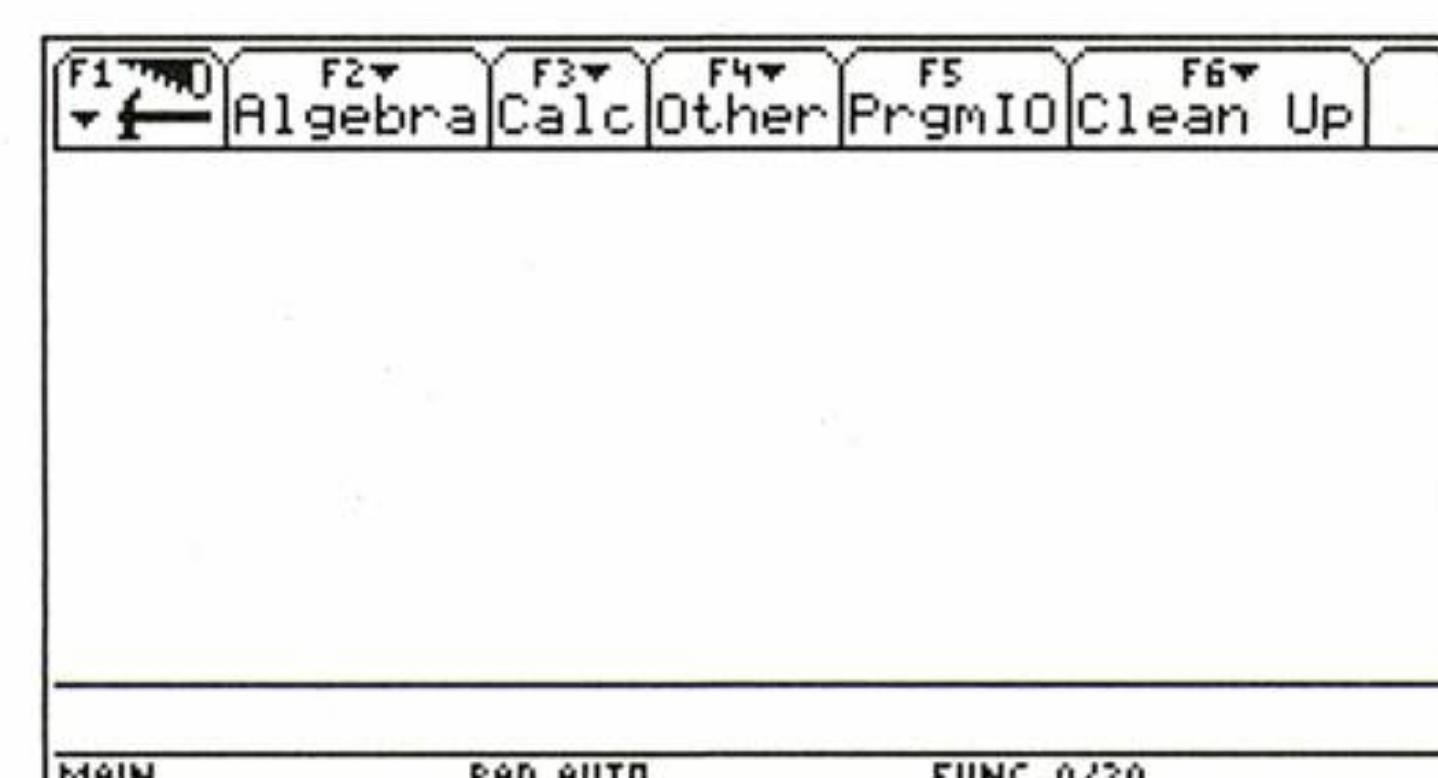 F1 F2 F3 F4 F5 F6
Algebra Calc Other PrgmIO Clean Up
MAIN RAD AUTO FUNC 0/30